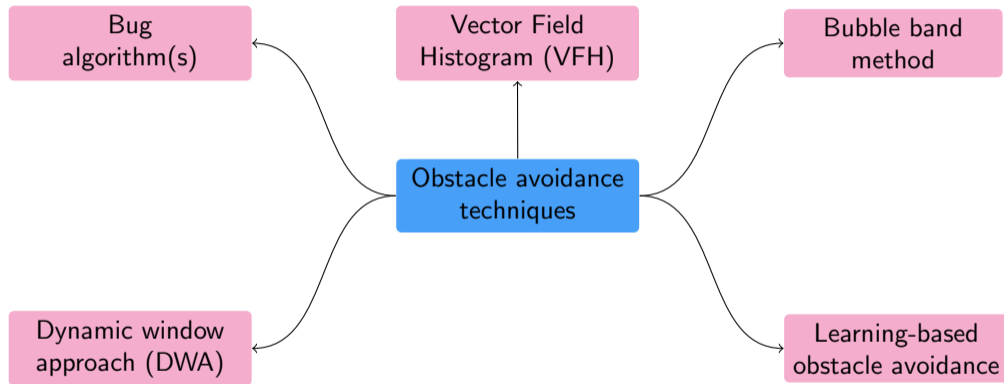 Bug
algorithm(s)
Vector Field
Histogram (VFH)
Bubble band
method
Obstacle avoidance
techniques
Dynamic window
approach (DWA)
Learning-based
obstacle avoidance